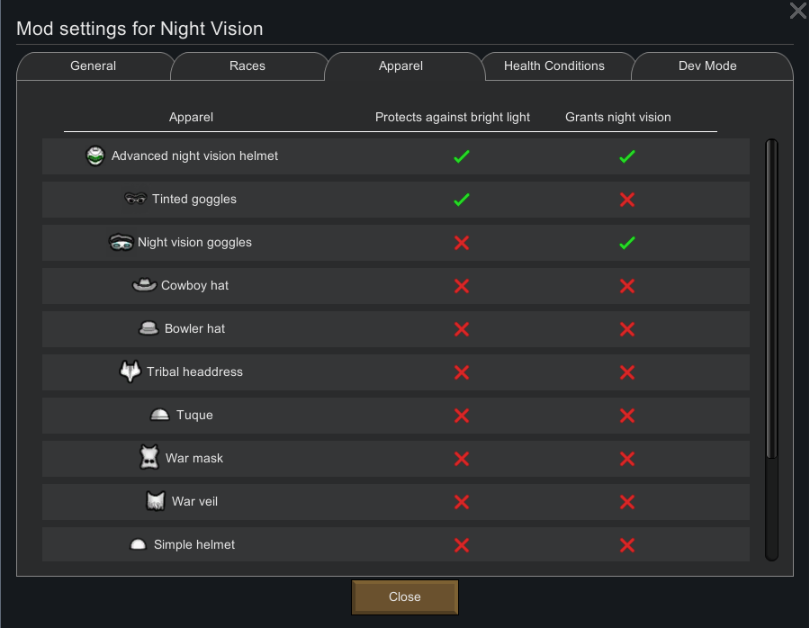 Mod settings for Night Vision
General Races Apparel Health Conditions Dev Mode
Apparel Protects against bright light Grants night vision
Advanced night vision helmet
Tinted goggles
Night vision goggles
Cowboy hat
Bowler hat
Tribal headdress
Tuque
War mask
War veil
Simple helmet
Close